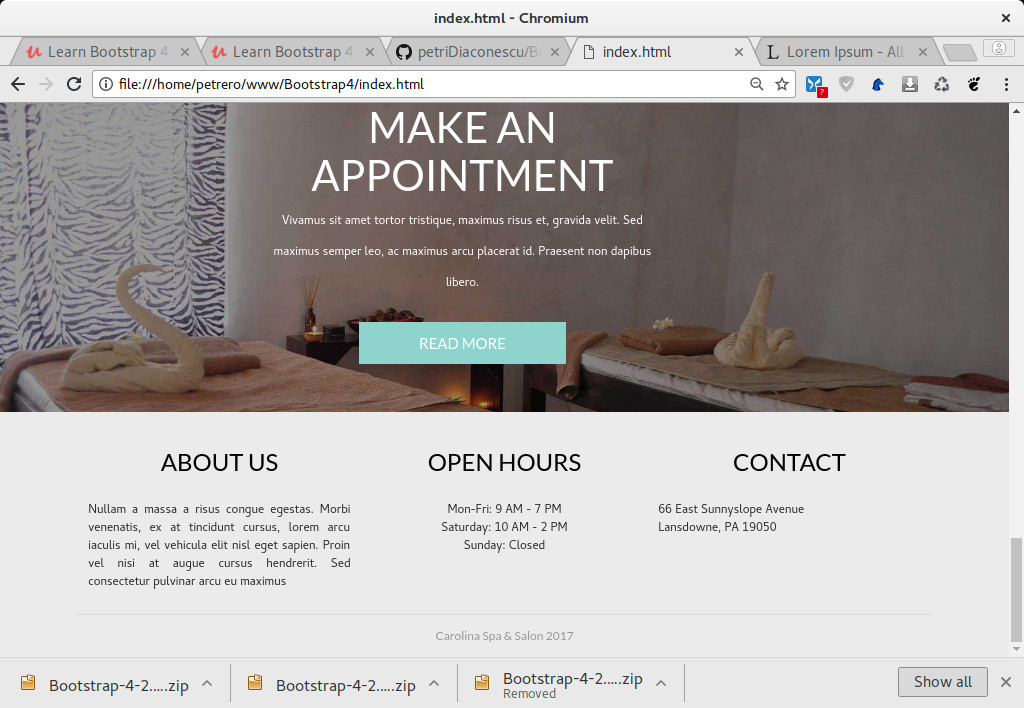 index.html - Chromium
Learn Bootstrap 4
Learn Bootstrap 4
petriDiaconescu/Bo
index.html
Lorem Ipsum - All
file:///home/petrero/www/Bootstrap4/index.html
MAKE AN
APPOINTMENT
Vivamus sit amet tortor tristique, maximus risus et, gravida velit. Sed
maximus semper leo, ac maximus arcu placerat id. Praesent non dapibus
libero.
READ MORE
ABOUT US
Nullam a massa a risus congue egestas. Morbi
venenatis, ex at tincidunt cursus, lorem arcu
iaculis mi, vel vehicula elit nisl eget sapien. Proin
vel nisi at augue cursus hendrerit. Sed
consectetur pulvinar arcu eu maximus
OPEN HOURS
Mon-Fri: 9 AM - 7 PM
Saturday: 10 AM - 2 PM
Sunday: Closed
CONTACT
66 East Sunnyslope Avenue
Lansdowne, PA 19050
Carolina Spa & Salon 2017
Bootstrap-4-2.....zip
Bootstrap-4-2.....zip
Bootstrap-4-2.....zip
Removed
Show all